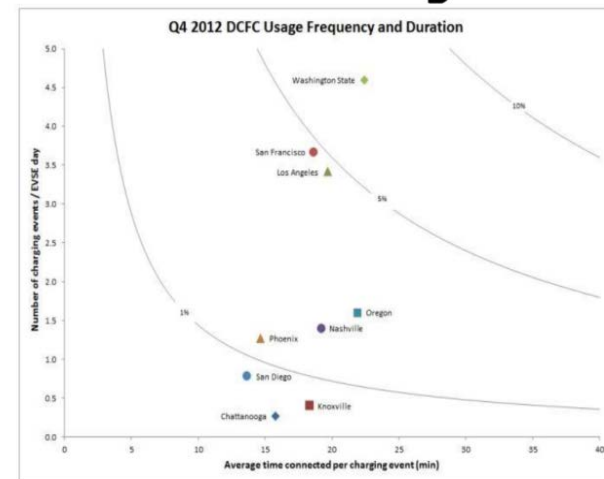 Q4 2012 DCFC Usage Frequency and Duration
Number of charging events / EVSE day
5.0
4.5
4.0
3.5
3.0
2.5
2.0
1.5
1.0
0.5
0.0
Washington State
10%
San Francisco
Los Angeles
5%
1%
Oregon
Nashville
Phoenix
San Diego
Knoxville
Chattanooga
0
5
10
15
20
25
30
35
40
Average time connected per charging event (min)